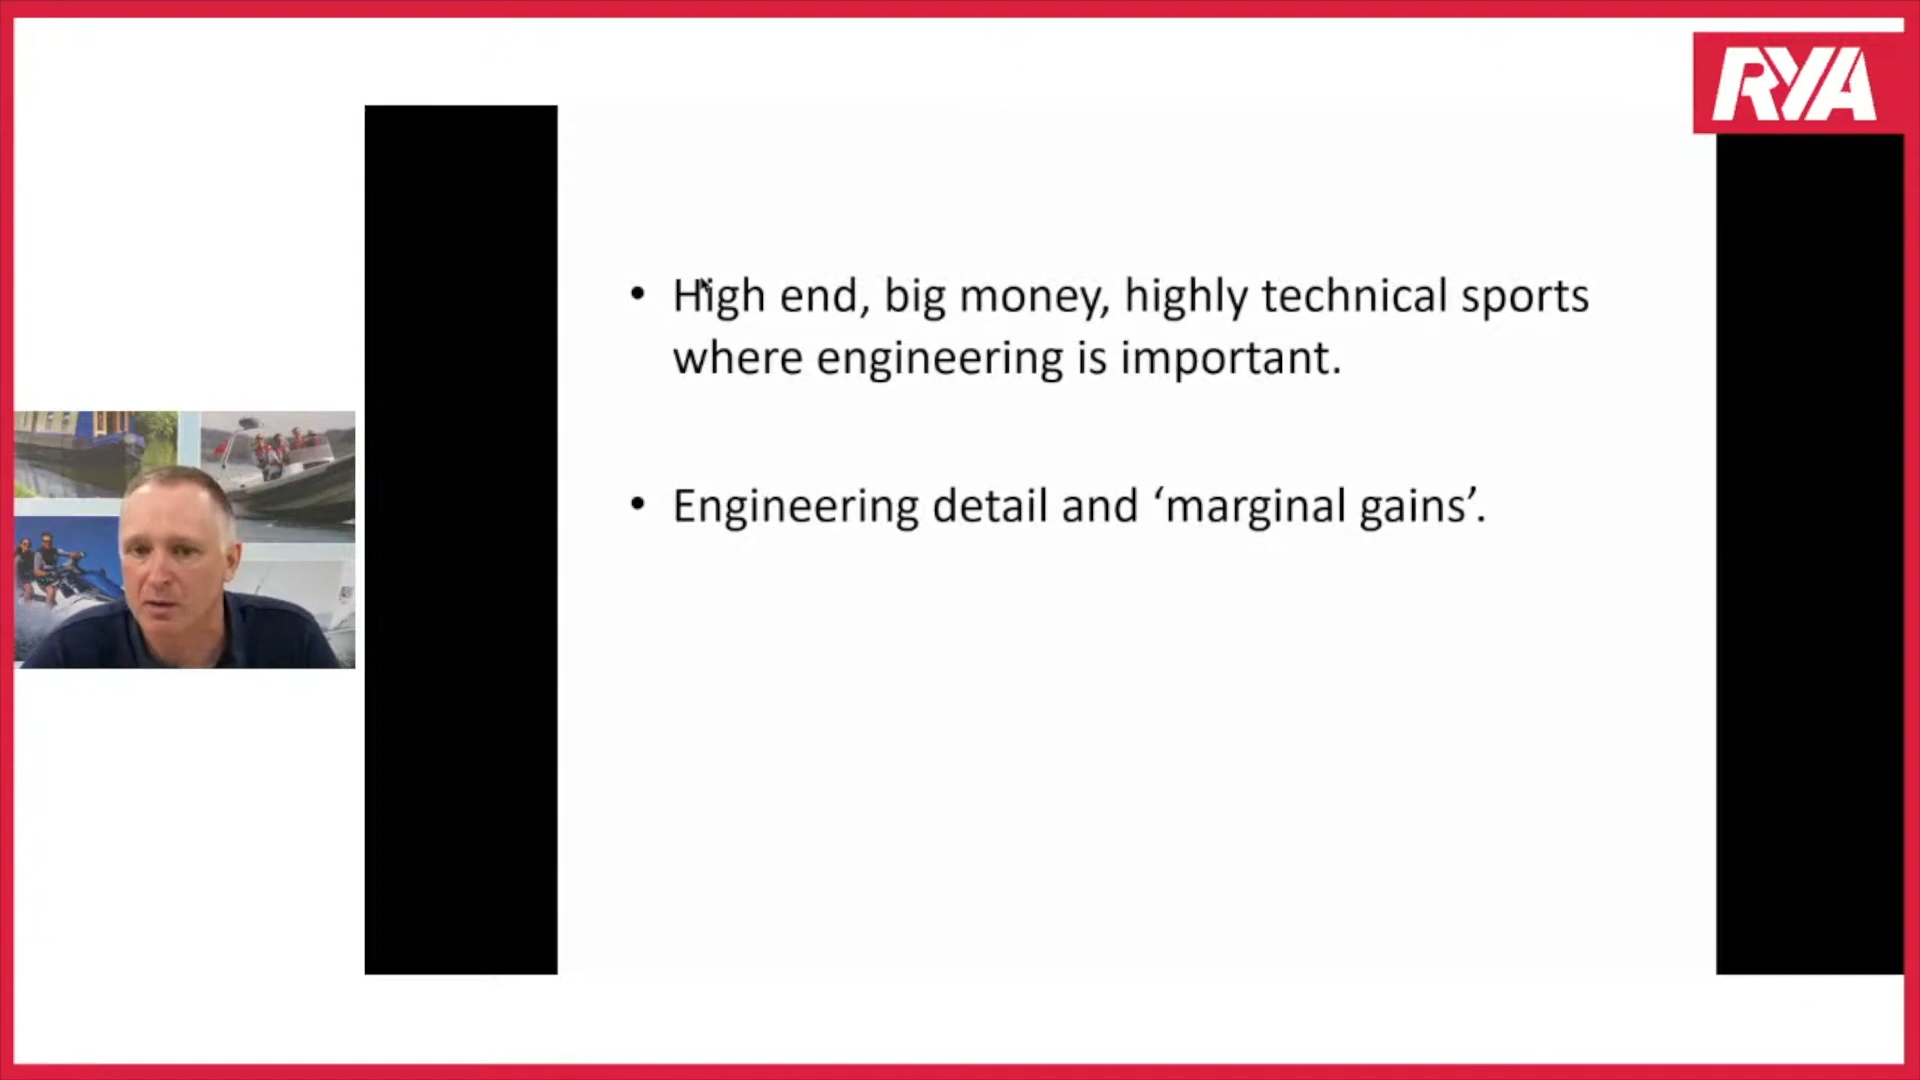 RYA
• High end, big money, highly technical sports
where engineering is important.
• Engineering detail and ‘marginal gains’.